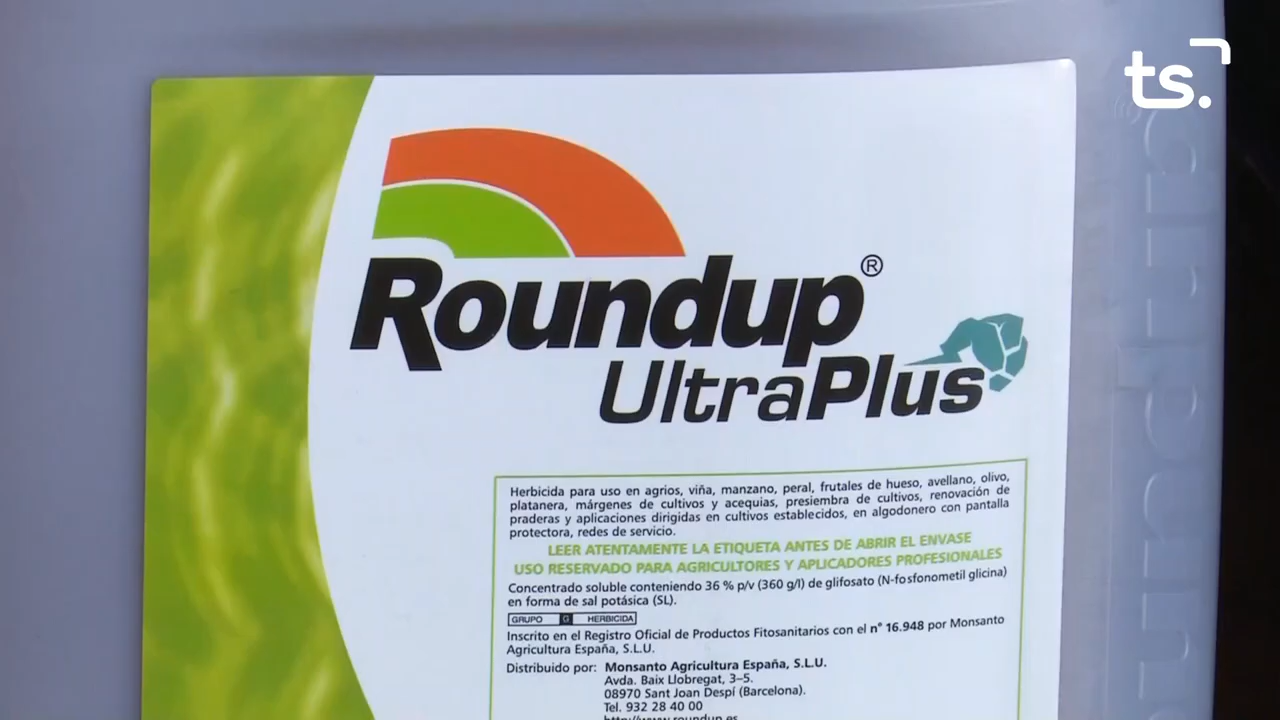 ts.
Roundup®
UltraPlus
Herbicida para uso en agrios, viña, manzano, peral, frutales de hueso, avellano, olivo,
platanera, márgenes de cultivos y acequias, presiembra de cultivos, renovación de
praderas y aplicaciones dirigidas en cultivos establecidos, en algodonero con pantalla
protectora, redes de servicio.
LEER ATENTAMENTE LA ETIQUETA ANTES DE ABRIR EL ENVASE
USO RESERVADO PARA AGRICULTORES Y APLICADORES PROFESIONALES
Concentrado soluble conteniendo 36 % p/v (360 g/l) de glifosato (N-fosfonometil glicina)
en forma de sal potásica (SL).
GRUPO G HERBICIDA
Inscrito en el Registro Oficial de Productos Fitosanitarios con el n° 16.948 por Monsanto
Agricultura España, S.L.U.
Distribuido por: Monsanto Agricultura España, S.L.U.
Avda. Baix Llobregat, 3–5.
08970 Sant Joan Despí (Barcelona).
Tel. 932 28 40 00
http://www.roundup.es